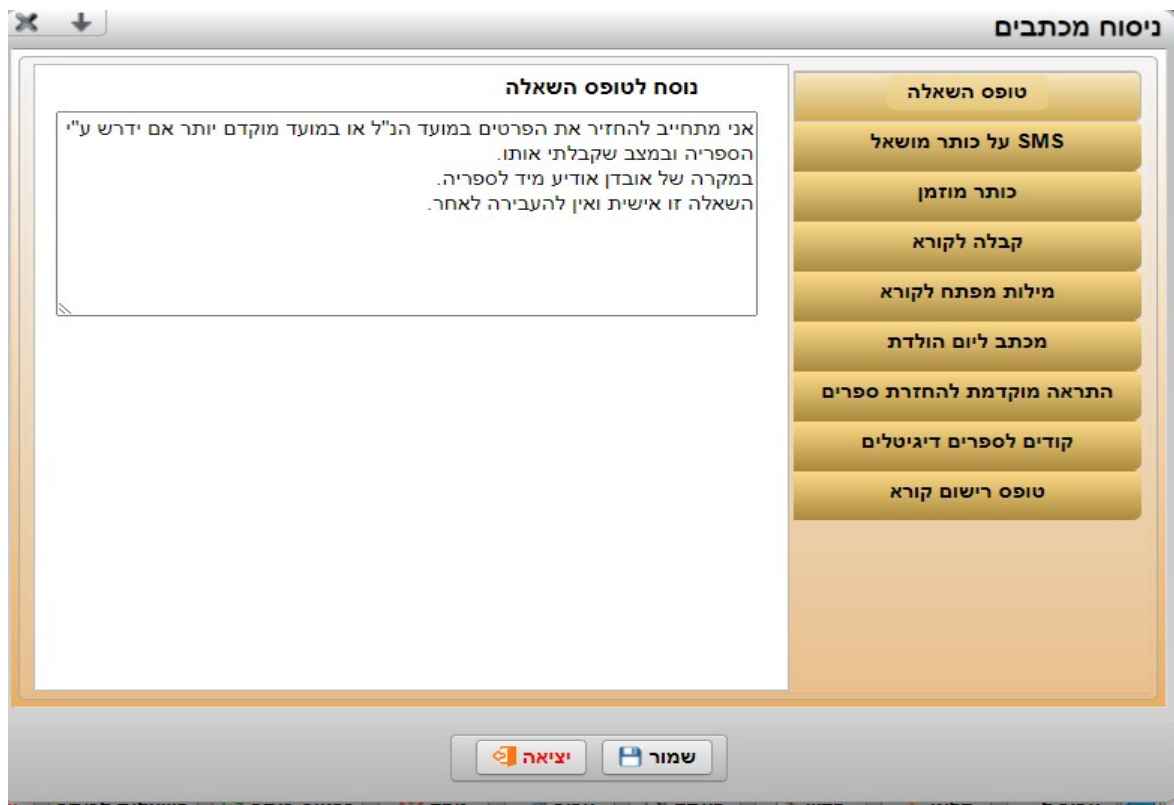 ניסוח מכתבים
טופס השאלה
SMS על כותר מושאל
כותר מוזמן
קבלה לקורא
מילות מפתח לקורא
מכתב ליום הולדת
התראה מוקדמת להחזרת ספרים
קודים לספרים דיגיטלים
טופס רישום קורא
נוסח לטופס השאלה
אני מתחייב להחזיר את הפרטים במועד הנ"ל או במועד מוקדם יותר אם ידרש ע"י
הספריה ובמצב שקבלתי אותו.
במקרה של אובדן אודיע מיד לספריה.
השאלה זו אישית ואין להעבירה לאחר.
שמור
יציאה